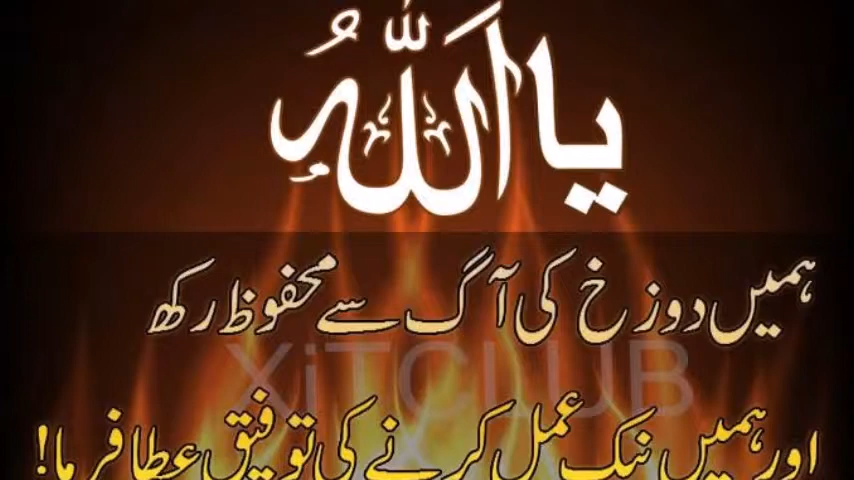 یا اللہ
ہمیں دوزخ کی آگ سے محفوظ رکھ
XiTCLUB
اور ہمیں نیک عمل کرنے کی توفیق عطا فرما!